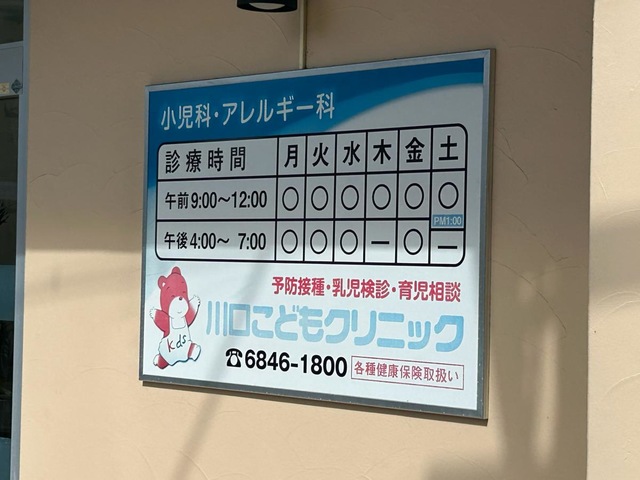 小児科・アレルギー科
診療時間 月 火 水 木 金 土
午前 9:00～12:00 ○ ○ ○ ○ ○ ○
PM1:00
午後 4:00～ 7:00 ○ ○ ○ ー ○ ー
予防接種・乳児検診・育児相談
川口こどもクリニック
Kds
☎6846-1800 各種健康保険取扱い